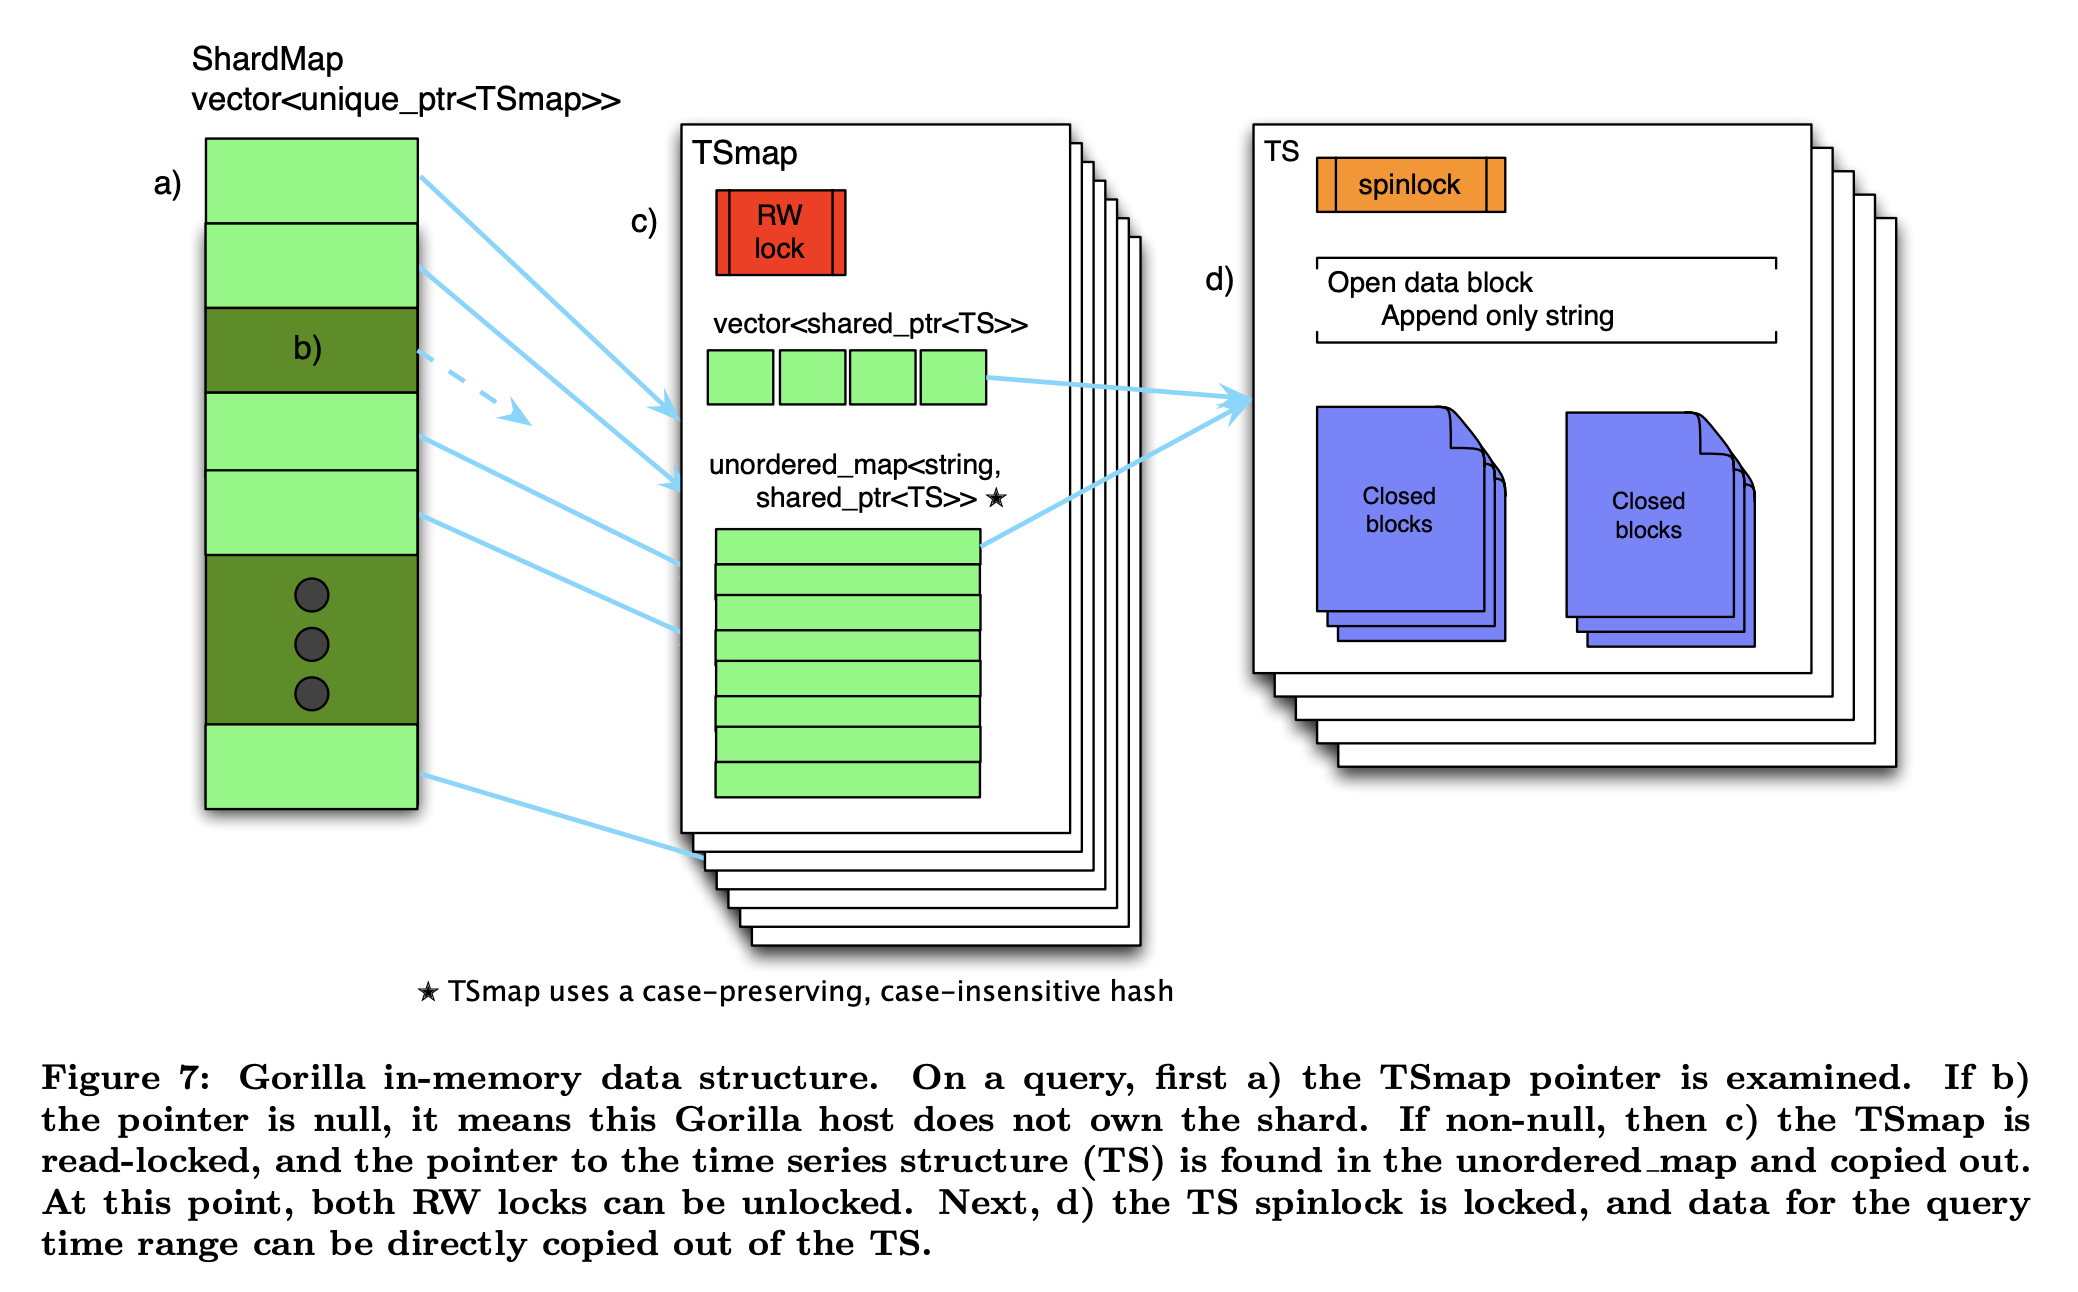 ShardMap
vector<unique_ptr<TSmap>>
a)
b)
c)
TSmap
RW
lock
vector<shared_ptr<TS>>
unordered_map<string,
shared_ptr<TS>> ★
d)
TS
spinlock
Open data block
Append only string
Closed
blocks
Closed
blocks
★ TSmap uses a case-preserving, case-insensitive hash
Figure 7: Gorilla in-memory data structure. On a query, first a) the TSmap pointer is examined. If b)
the pointer is null, it means this Gorilla host does not own the shard. If non-null, then c) the TSmap is
read-locked, and the pointer to the time series structure (TS) is found in the unordered_map and copied out.
At this point, both RW locks can be unlocked. Next, d) the TS spinlock is locked, and data for the query
time range can be directly copied out of the TS.